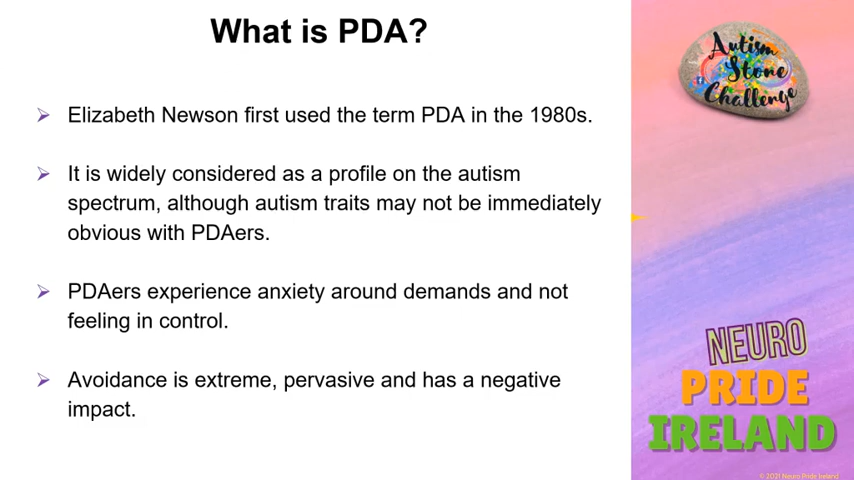 What is PDA?
Elizabeth Newson first used the term PDA in the 1980s.
It is widely considered as a profile on the autism
spectrum, although autism traits may not be immediately
obvious with PDAers.
PDAers experience anxiety around demands and not
feeling in control.
Avoidance is extreme, pervasive and has a negative
impact.
Autism
Stone
Challenge
NEURO
PRIDE
IRELAND
© 2021 Neuro Pride Ireland